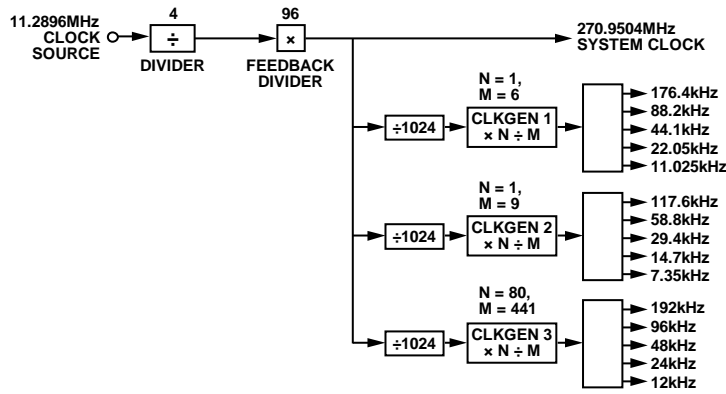 11.2896MHz
CLOCK
SOURCE
4
÷
DIVIDER
96
×
FEEDBACK
DIVIDER
270.9504MHz
SYSTEM CLOCK
N = 1,
M = 6
÷1024
CLKGEN 1
× N ÷ M
176.4kHz
88.2kHz
44.1kHz
22.05kHz
11.025kHz
N = 1,
M = 9
÷1024
CLKGEN 2
× N ÷ M
117.6kHz
58.8kHz
29.4kHz
14.7kHz
7.35kHz
N = 80,
M = 441
÷1024
CLKGEN 3
× N ÷ M
192kHz
96kHz
48kHz
24kHz
12kHz